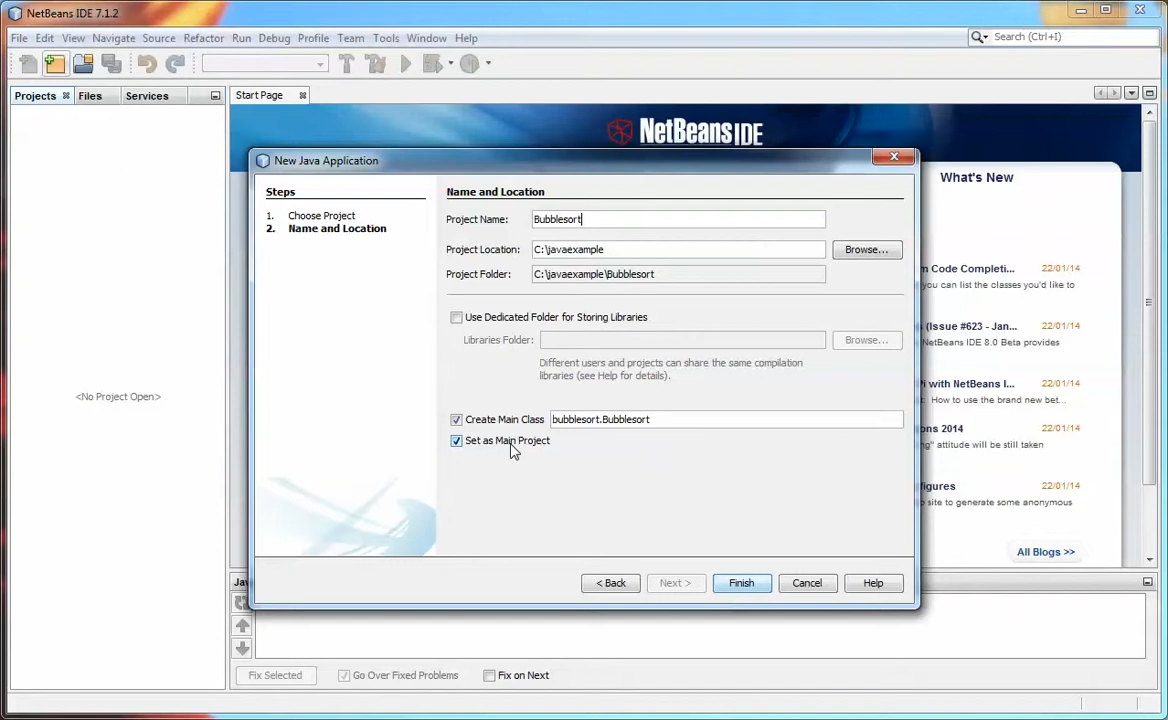 NetBeans IDE 7.1.2
File Edit View Navigate Source Refactor Run Debug Profile Team Tools Window Help
Search (Ctrl+I)
Projects Files Services
Start Page
NetBeans IDE
What's New
New Java Application
Steps
1. Choose Project
2. Name and Location
Name and Location
Project Name: Bubblesort
Project Location: C:\javaexample Browse...
Project Folder: C:\javaexample\Bubblesort
Use Dedicated Folder for Storing Libraries
Libraries Folder: Browse...
Different users and projects can share the same compilation
libraries (see Help for details).
Create Main Class bubblesort.Bubblesort
Set as Main Project
< Back Next > Finish Cancel Help
<No Project Open>
Code Completi... 22/01/14
you can list the classes you'd like to
(Issue #623 - Jan... 22/01/14
NetBeans IDE 8.0 Beta provides
with NetBeans I... 22/01/14
How to use the brand new bet...
2014 22/01/14
attitude will be still taken
22/01/14
site to generate some anonymous
All Blogs >>
Fix Selected Go Over Fixed Problems Fix on Next